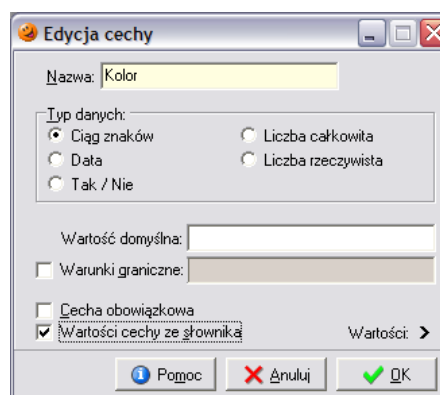 Edycja cechy
Nazwa: Kolor
Typ danych:
Ciąg znaków Liczba całkowita
Data Liczba rzeczywista
Tak / Nie
Wartość domyślna:
Warunki graniczne:
Cecha obowiązkowa
Wartości cechy ze słownika Wartości: >
Pomoc Anuluj OK